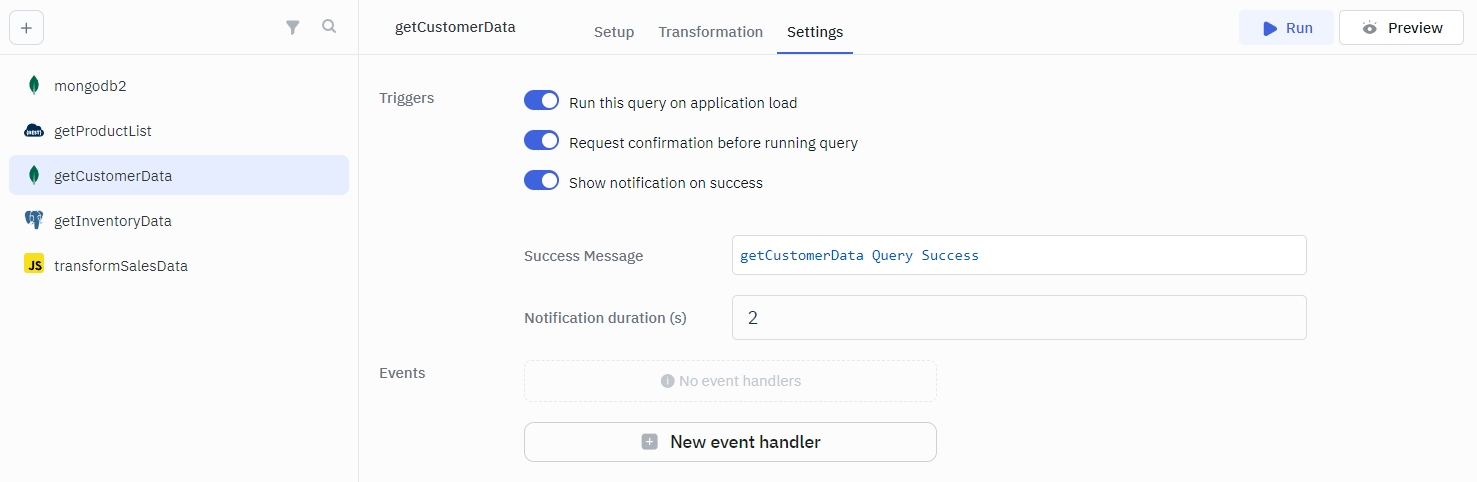 getCustomerData
Setup
Transformation
Settings
Run
Preview
mongodb2
{REST}
getProductList
getCustomerData
getInventoryData
JS
transformSalesData
Triggers
Run this query on application load
Request confirmation before running query
Show notification on success
Success Message
getCustomerData Query Success
Notification duration (s)
2
Events
No event handlers
New event handler